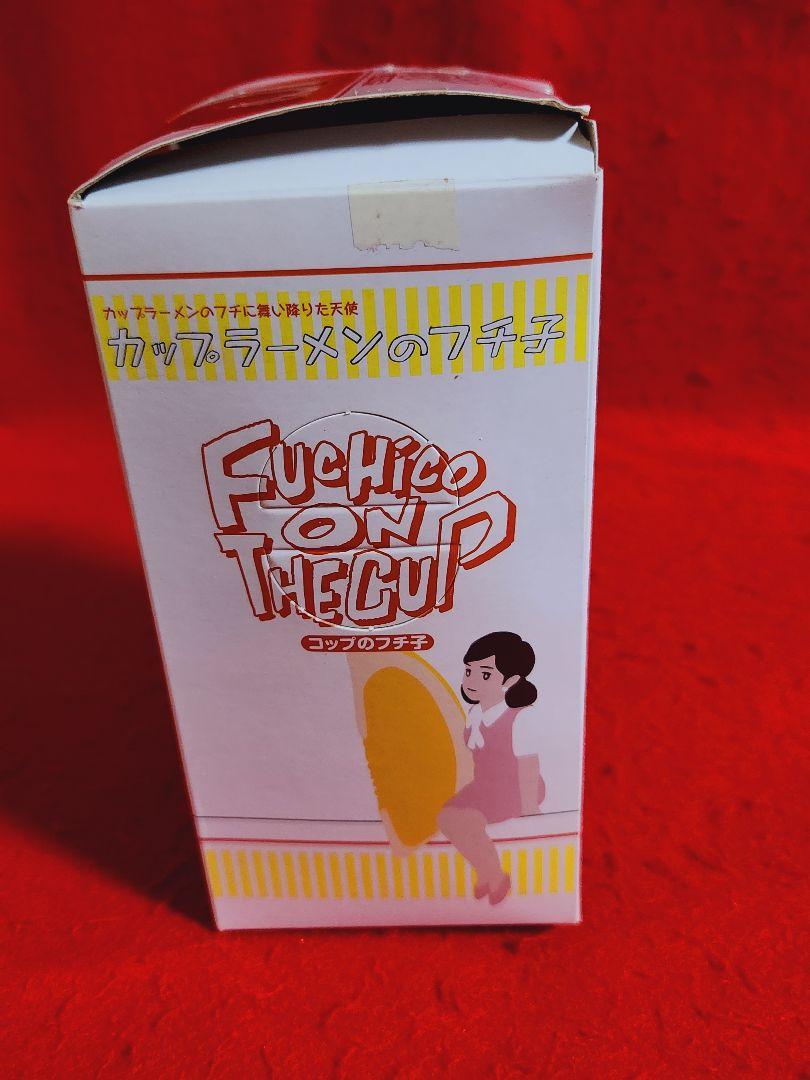 カップラーメンのフチに舞い降りた天使
カップラーメンのフチ子
FUCHICO
ON
THE CUP
コップのフチ子